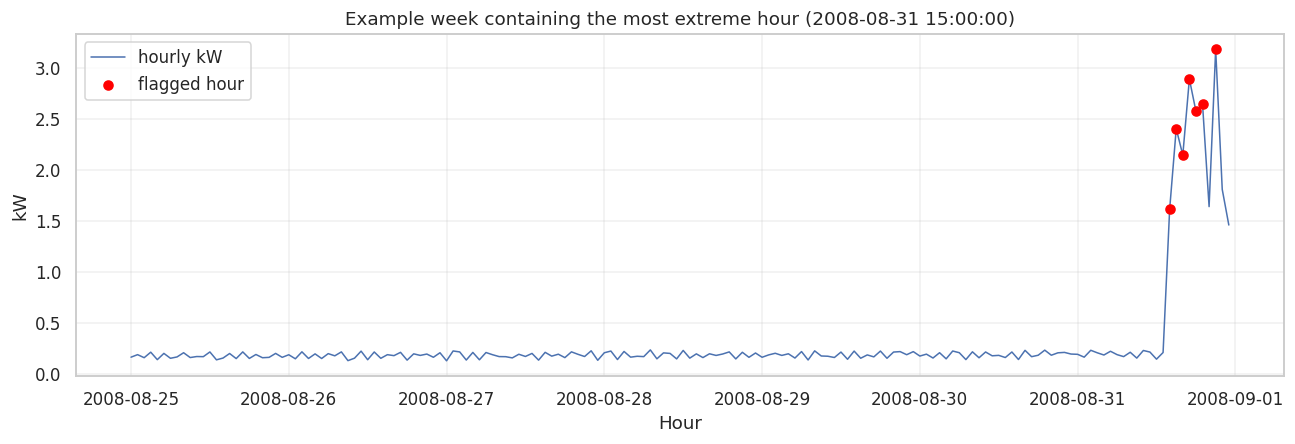 Example week containing the most extreme hour (2008-08-31 15:00:00)
hourly kW
flagged hour
3.0
2.5
2.0
1.5
1.0
0.5
0.0
kW
2008-08-25 2008-08-26 2008-08-27 2008-08-28 2008-08-29 2008-08-30 2008-08-31 2008-09-01
Hour